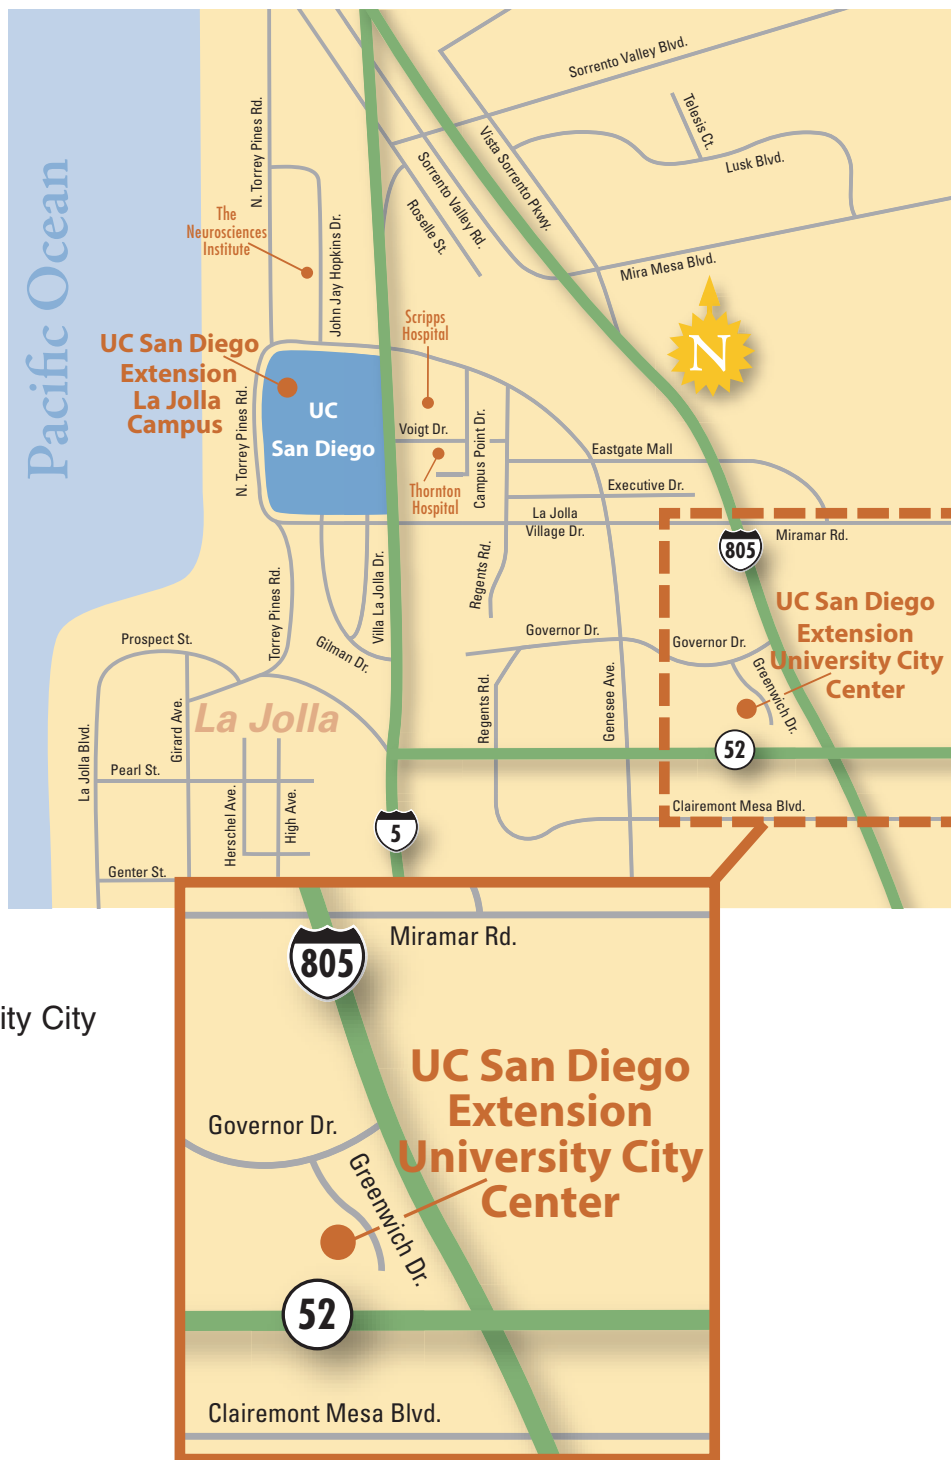 Pacific Ocean
N. Torrey Pines Rd.
The
Neurosciences
Institute
John Jay Hopkins Dr.
Sorrento Valley Rd.
Roselle St.
Vista Sorrento Pkwy.
Sorrento Valley Blvd.
Telesis Ct.
Lusk Blvd.
Mira Mesa Blvd.
N
UC San Diego
Extension
La Jolla
Campus
UC
San Diego
N. Torrey Pines Rd.
Scripps
Hospital
Voigt Dr.
Thornton
Hospital
Campus Point Dr.
Eastgate Mall
Executive Dr.
La Jolla
Village Dr.
Miramar Rd.
805
Regents Rd.
Torrey Pines Rd.
Villa La Jolla Dr.
Gilman Dr.
Prospect St.
Governor Dr.
Governor Dr.
UC San Diego
Extension
University City
Center
Greenwich Dr.
La Jolla
Girard Ave.
La Jolla Blvd.
Regents Rd.
Genesee Ave.
52
Pearl St.
Herschel Ave.
High Ave.
5
Clairemont Mesa Blvd.
Genter St.
Miramar Rd.
805
ity City
UC San Diego
Extension
University City
Center
Governor Dr.
Greenwich Dr.
52
Clairemont Mesa Blvd.